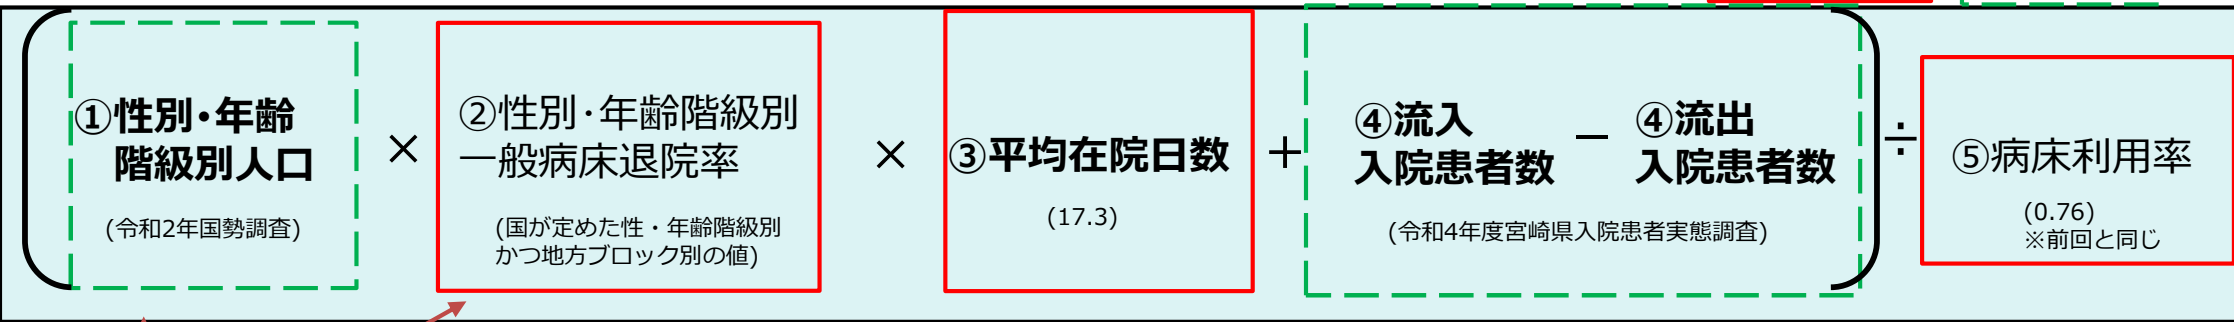 ①性別・年齢
階級別人口
(令和2年国勢調査)
×
②性別・年齢階級別
一般病床退院率
(国が定めた性・年齢階級別
かつ地方ブロック別の値)
×
③平均在院日数
(17.3)
＋
④流入
入院患者数
－
④流出
入院患者数
(令和4年度宮崎県入院患者実態調査)
÷
⑤病床利用率
(0.76)
※前回と同じ